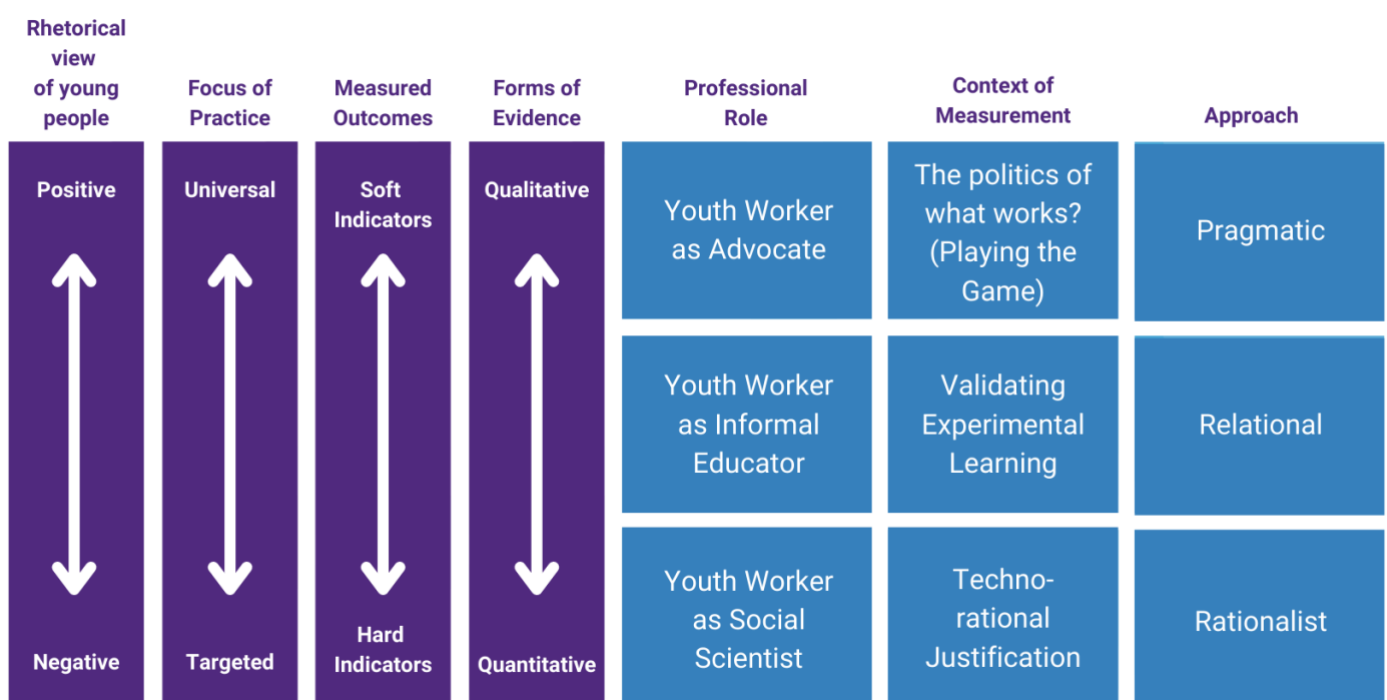 Rhetorical
view
of young
people
Focus of
Practice
Measured
Outcomes
Forms of
Evidence
Professional
Role
Context of
Measurement
Approach
Positive
Universal
Soft
Indicators
Qualitative
Youth Worker
as Advocate
The politics of
what works?
(Playing the
Game)
Pragmatic
Youth Worker
as Informal
Educator
Validating
Experimental
Learning
Relational
Negative
Targeted
Hard
Indicators
Quantitative
Youth Worker
as Social
Scientist
Techno-
rational
Justification
Rationalist